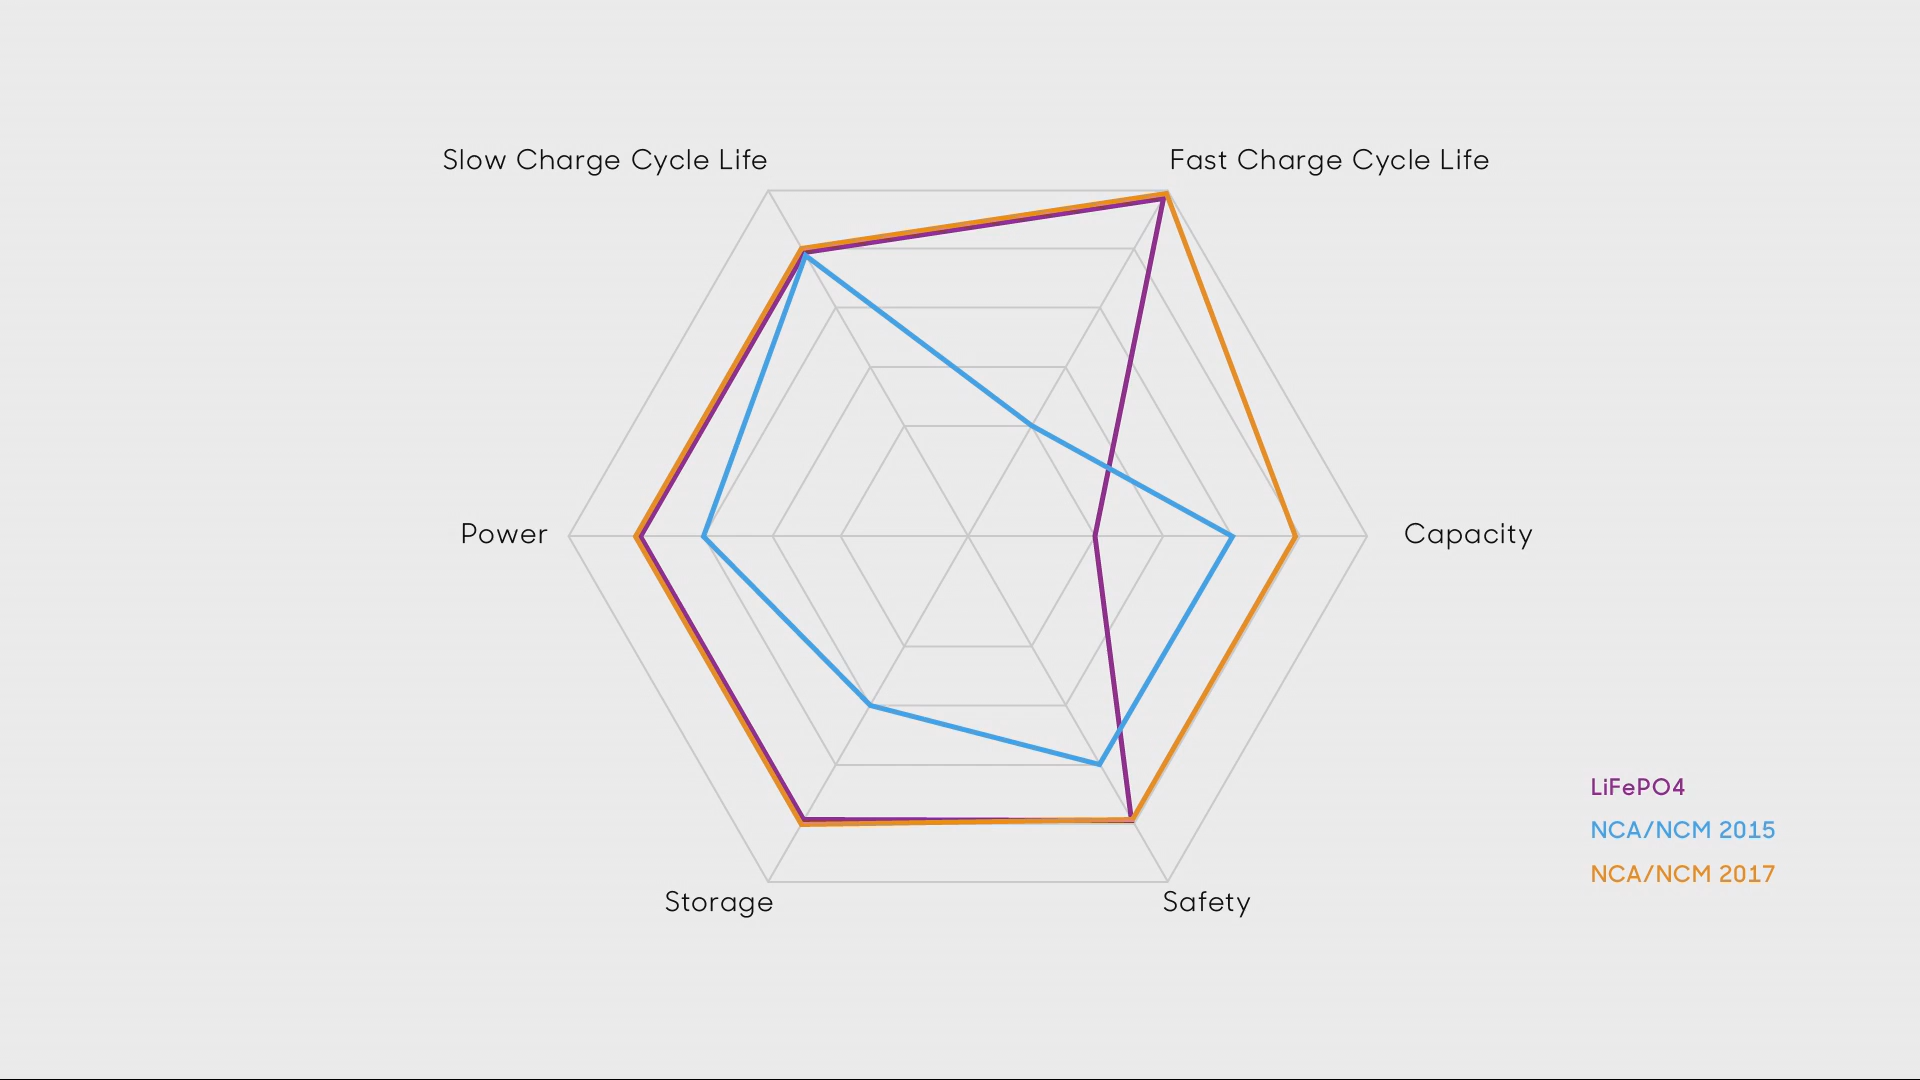 Slow Charge Cycle Life
Fast Charge Cycle Life
Power
Capacity
Storage
Safety
LiFePO4
NCA/NCM 2015
NCA/NCM 2017